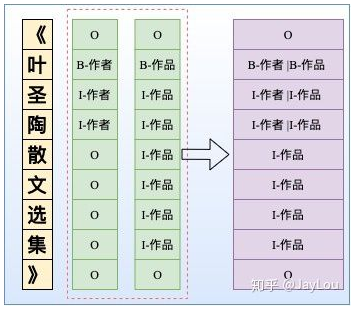 《 O O O
叶 B-作者 B-作品 B-作者 |B-作品
圣 I-作者 I-作品 I-作者 |I-作品
陶 I-作者 I-作品 I-作者 |I-作品
散 O I-作品 I-作品
文 O I-作品 I-作品
选 O I-作品 I-作品
集 O I-作品 I-作品
》 O O O
知乎 @JayLou